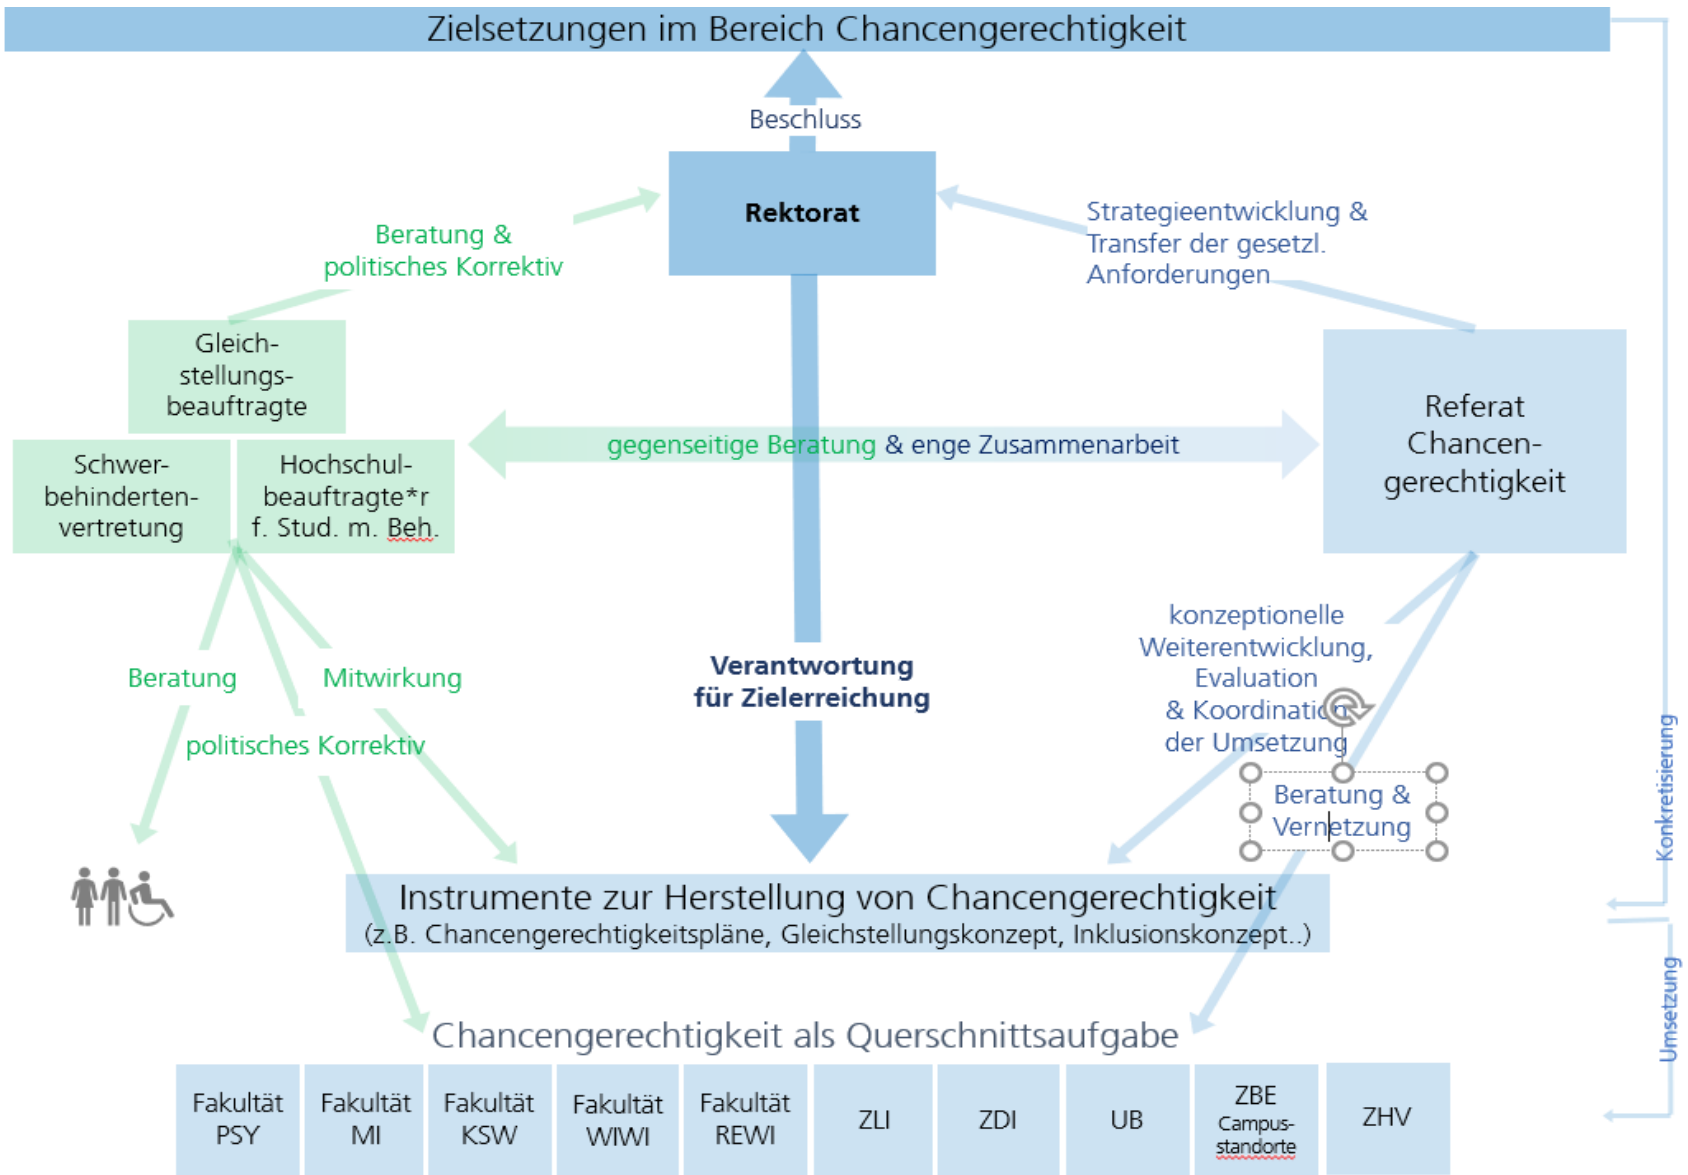 Zielsetzungen im Bereich Chancengerechtigkeit
Beschluss
Rektorat
Beratung &
politisches Korrektiv
Strategieentwicklung &
Transfer der gesetzl.
Anforderungen
Gleich-
stellungs-
beauftragte
Schwer-
behinderten-
vertretung
Hochschul-
beauftragte*r
f. Stud. m. Beh.
gegenseitige Beratung & enge Zusammenarbeit
Referat
Chancen-
gerechtigkeit
Beratung
Mitwirkung
politisches Korrektiv
Verantwortung
für Zielerreichung
konzeptionelle
Weiterentwicklung,
Evaluation
& Koordination
der Umsetzung
Beratung &
Vernetzung
Konkretisierung
Instrumente zur Herstellung von Chancengerechtigkeit
(z.B. Chancengerechtigkeitspläne, Gleichstellungskonzept, Inklusionskonzept..)
Umsetzung
Chancengerechtigkeit als Querschnittsaufgabe
Fakultät
PSY
Fakultät
MI
Fakultät
KSW
Fakultät
WIWI
Fakultät
REWI
ZLI
ZDI
UB
ZBE
Campus-
standorte
ZHV